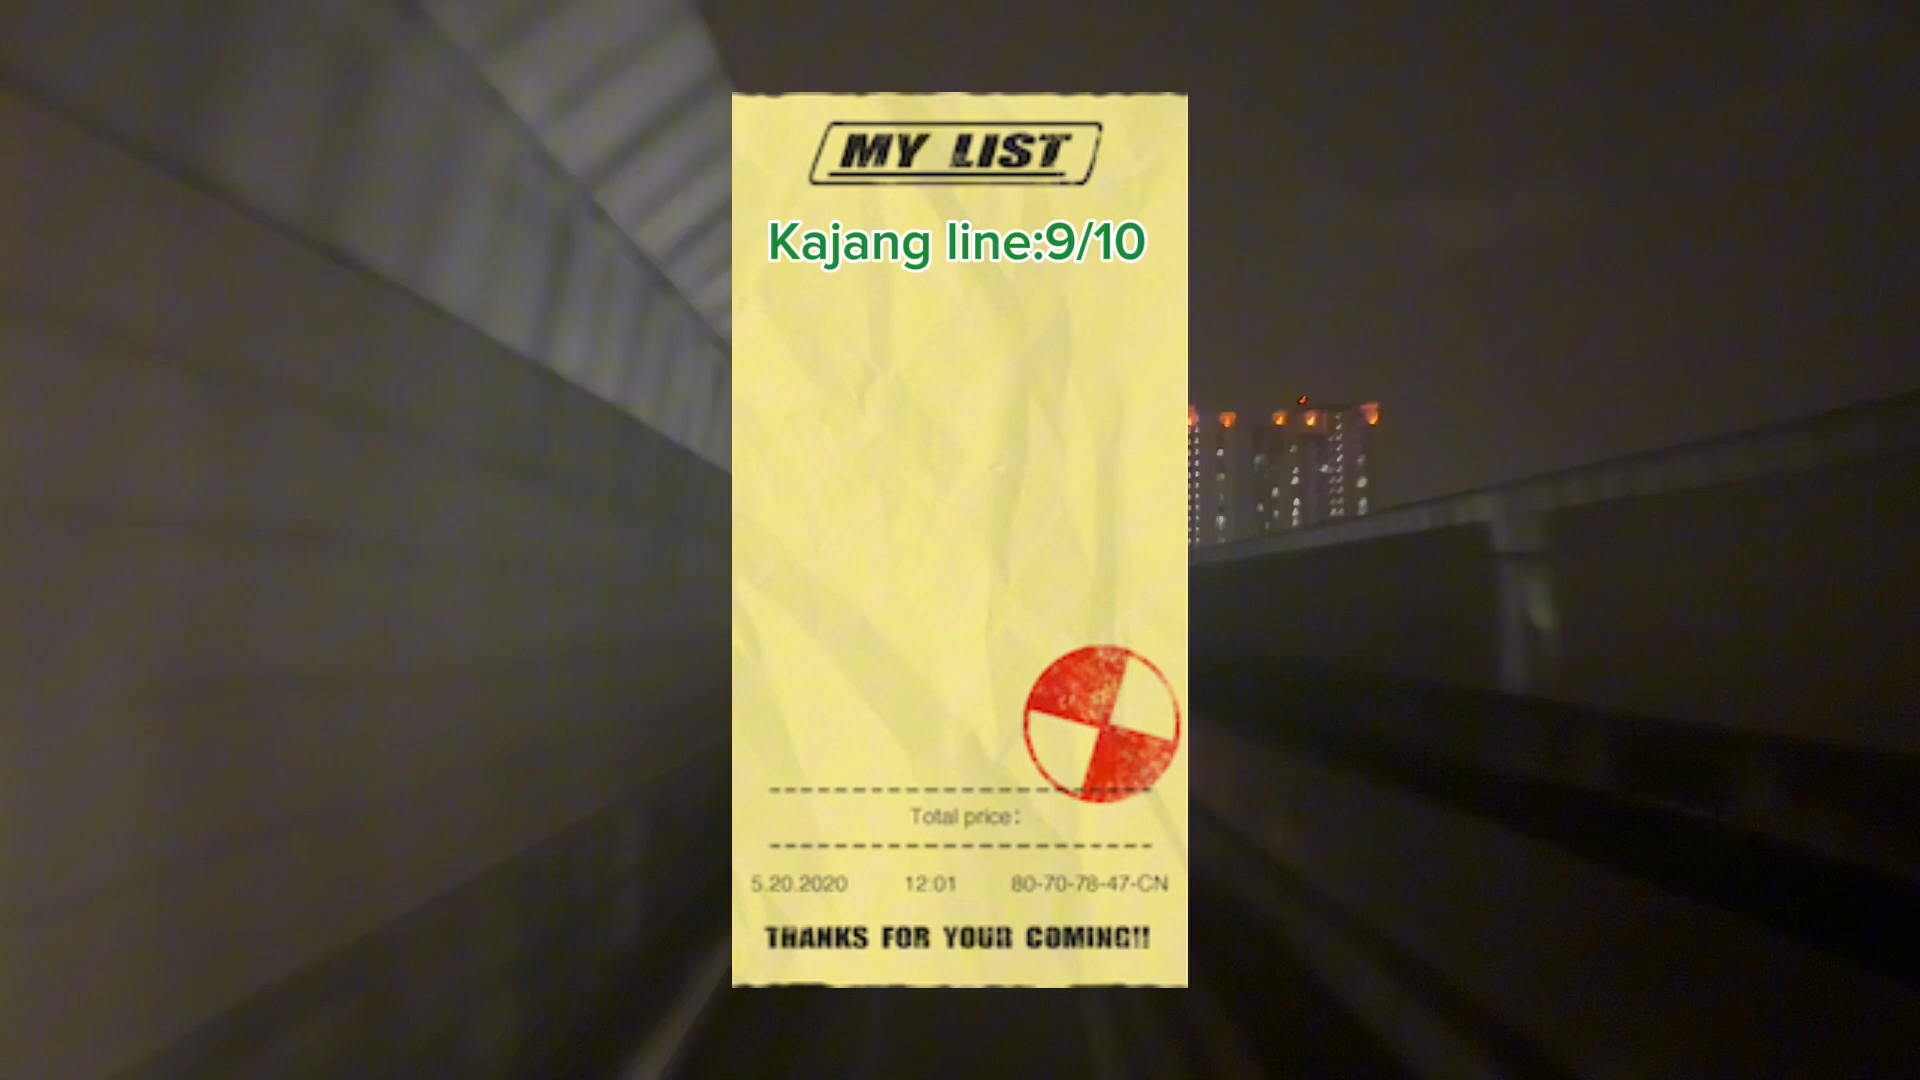 MY LIST
Kajang line:9/10
Total price:
5.20.2020 12:01 80-70-78-47-CN
THANKS FOR YOUR COMING!!